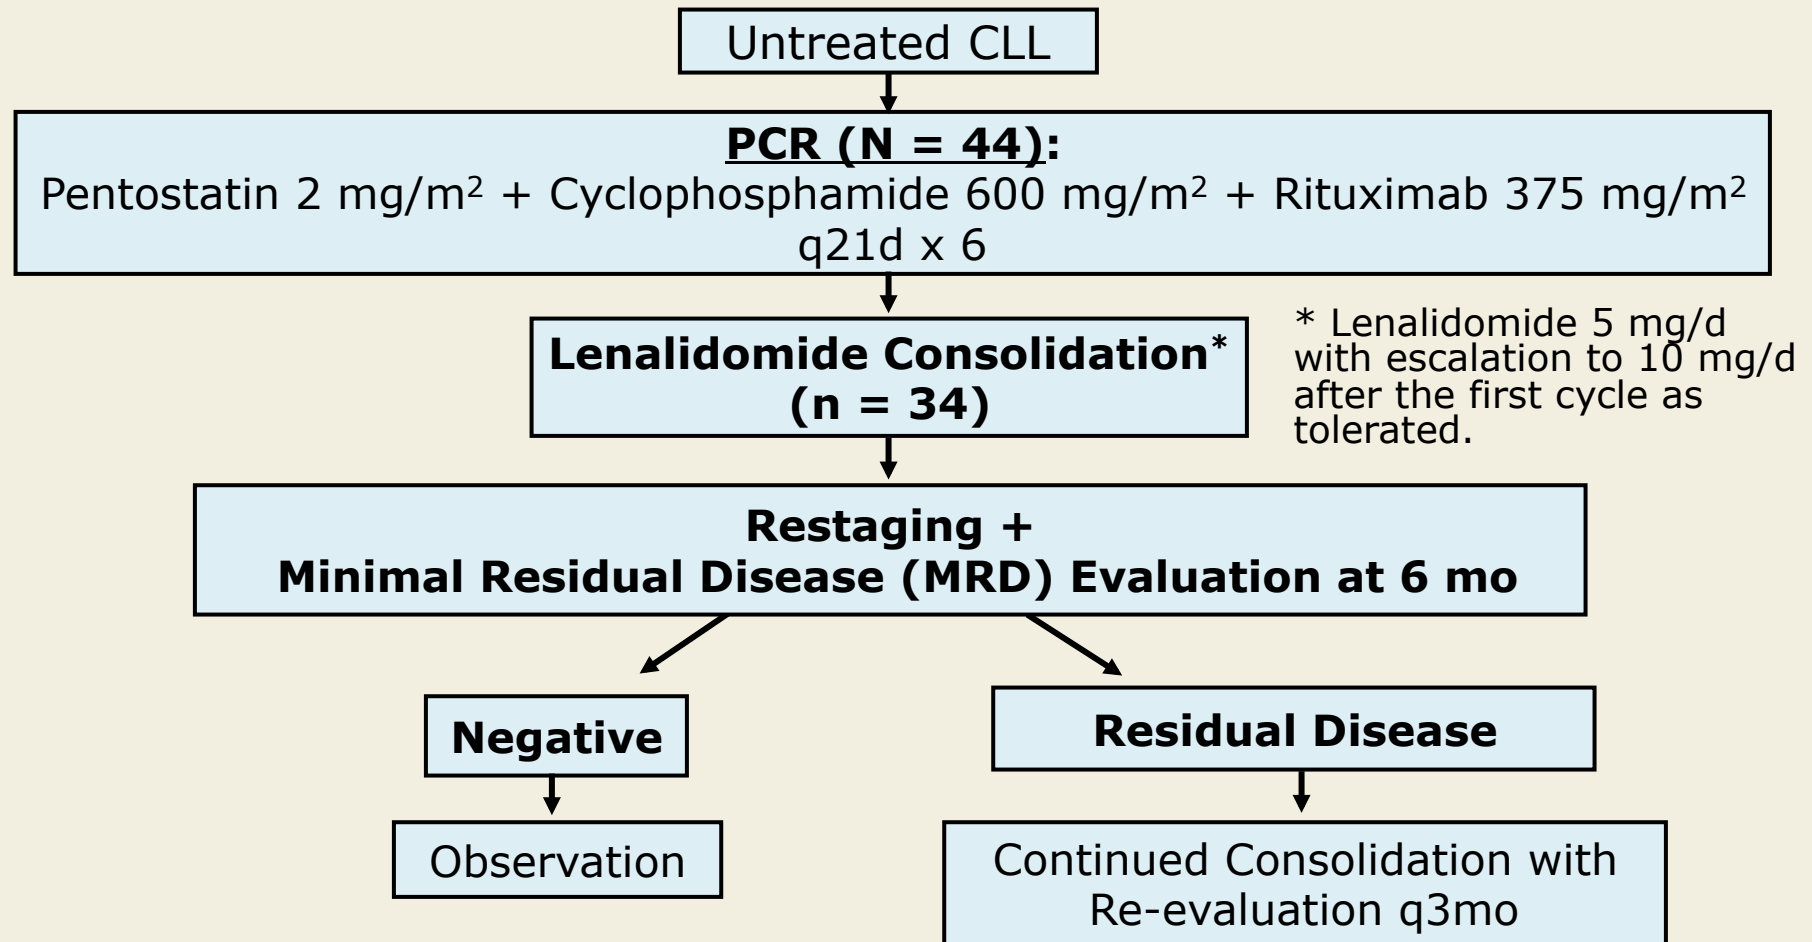 Untreated CLL
PCR (N = 44):
Pentostatin 2 mg/m² + Cyclophosphamide 600 mg/m² + Rituximab 375 mg/m²
q21d x 6
Lenalidomide Consolidation*
(n = 34)
* Lenalidomide 5 mg/d
with escalation to 10 mg/d
after the first cycle as
tolerated.
Restaging +
Minimal Residual Disease (MRD) Evaluation at 6 mo
Negative
Residual Disease
Observation
Continued Consolidation with
Re-evaluation q3mo